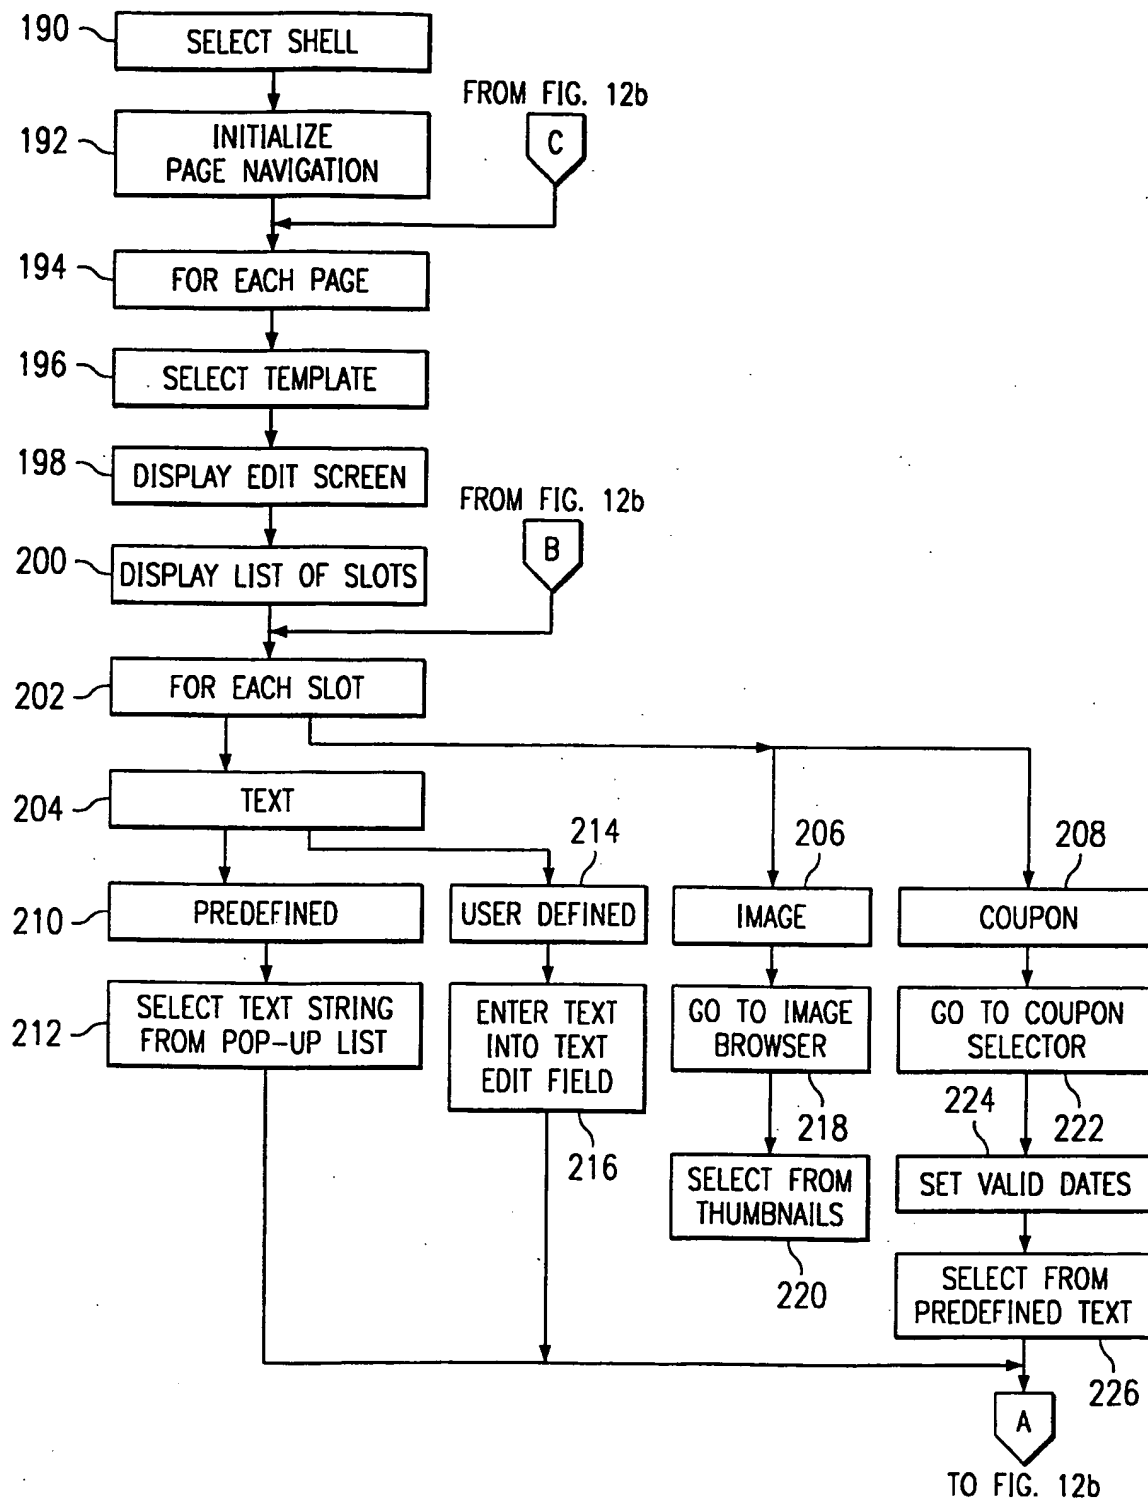 190
SELECT SHELL
FROM FIG. 12b
C
192
INITIALIZE
PAGE NAVIGATION
194
FOR EACH PAGE
196
SELECT TEMPLATE
198
DISPLAY EDIT SCREEN
FROM FIG. 12b
B
200
DISPLAY LIST OF SLOTS
202
FOR EACH SLOT
204
TEXT
214
206
208
210
PREDEFINED
USER DEFINED
IMAGE
COUPON
212
SELECT TEXT STRING
FROM POP-UP LIST
ENTER TEXT
INTO TEXT
EDIT FIELD
216
GO TO IMAGE
BROWSER
218
GO TO COUPON
SELECTOR
222
224
SELECT FROM
THUMBNAILS
220
SET VALID DATES
SELECT FROM
PREDEFINED TEXT
226
A
TO FIG. 12b